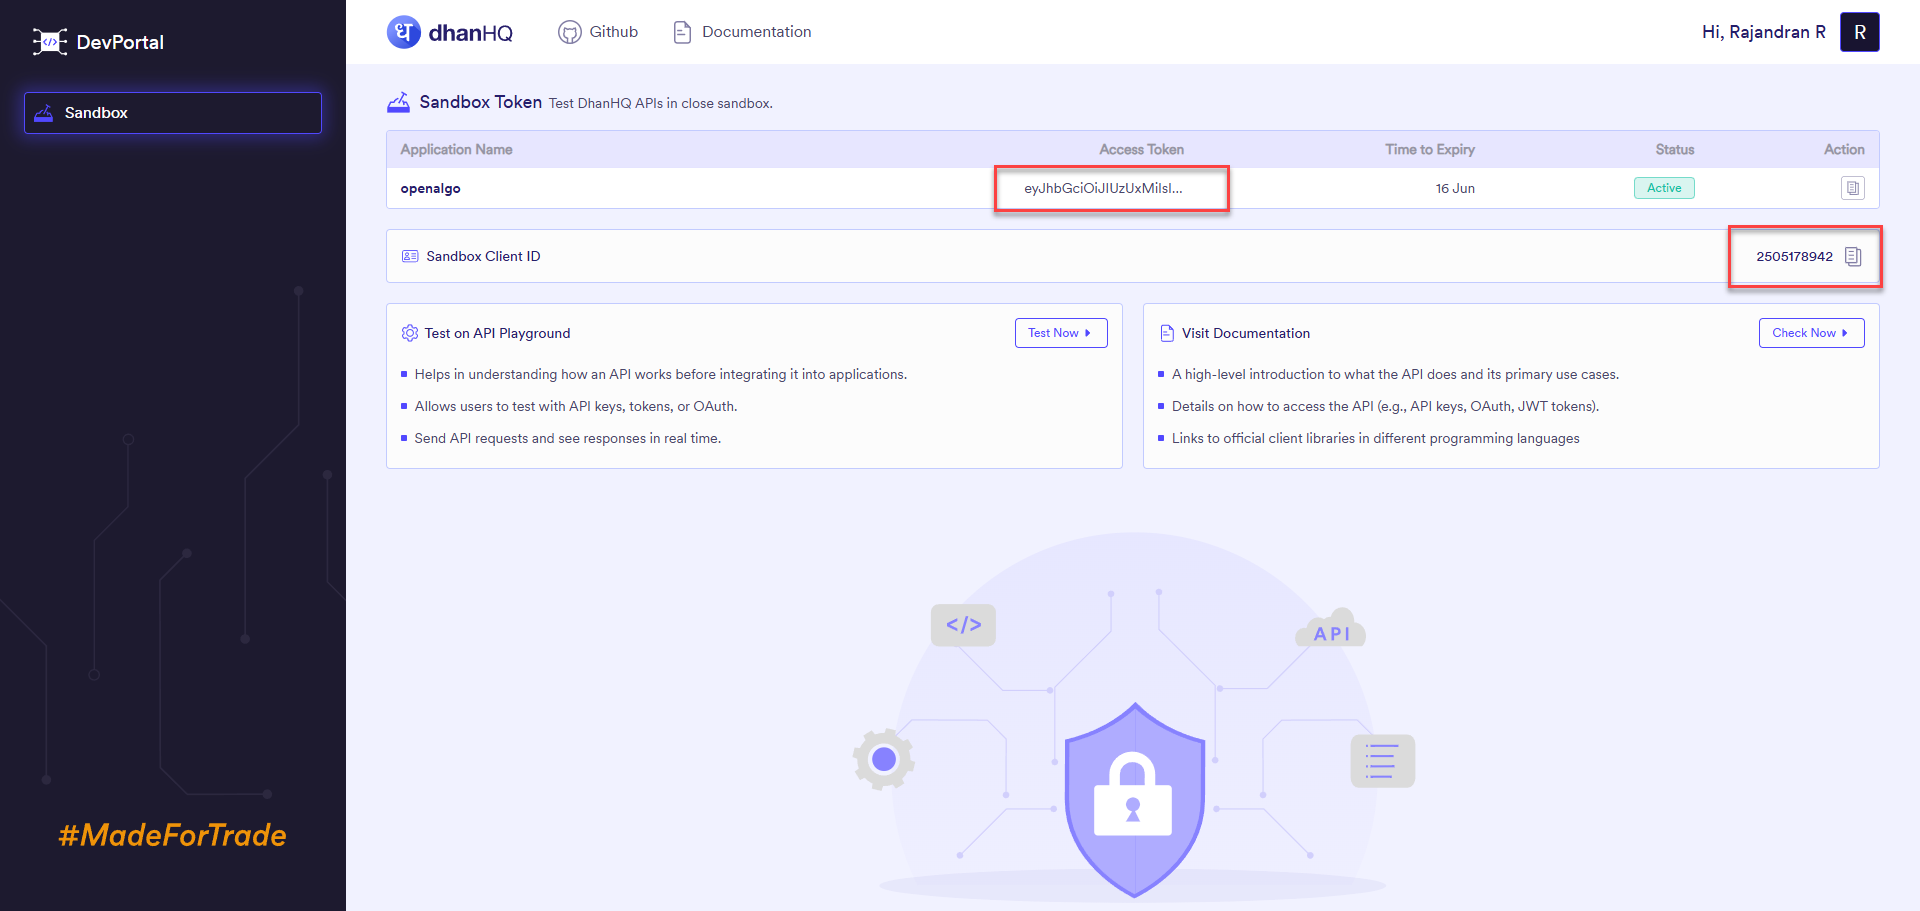 DevPortal
Sandbox
#MadeForTrade
ध dhanHQ
Github
Documentation
Hi, Rajandran R
R
Sandbox Token Test DhanHQ APIs in close sandbox.
Application Name Access Token Time to Expiry Status Action
openalgo eyJhbGciOiJIUzUxMiIsI... 16 Jun Active
Sandbox Client ID 2505178942
Test on API Playground Test Now
Helps in understanding how an API works before integrating it into applications.
Allows users to test with API keys, tokens, or OAuth.
Send API requests and see responses in real time.
Visit Documentation Check Now
A high-level introduction to what the API does and its primary use cases.
Details on how to access the API (e.g., API keys, OAuth, JWT tokens).
Links to official client libraries in different programming languages
</>
API